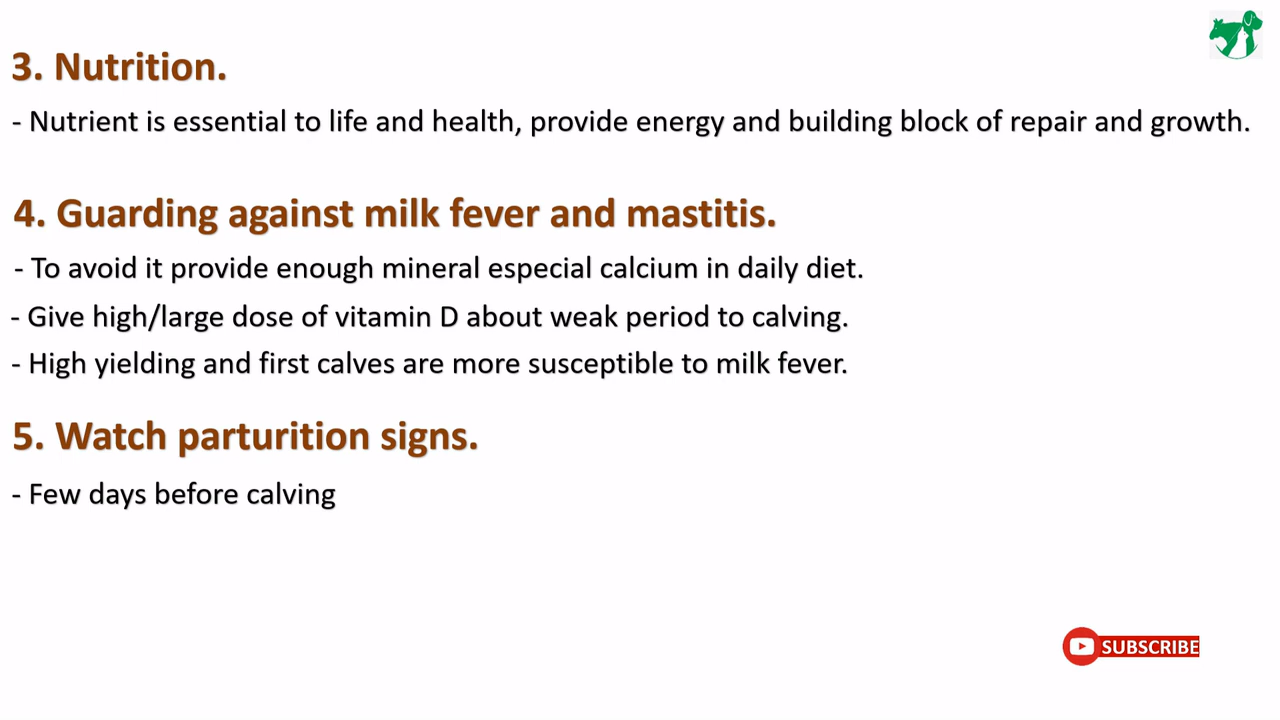 3. Nutrition.
- Nutrient is essential to life and health, provide energy and building block of repair and growth.
4. Guarding against milk fever and mastitis.
- To avoid it provide enough mineral especial calcium in daily diet.
- Give high/large dose of vitamin D about weak period to calving.
- High yielding and first calves are more susceptible to milk fever.
5. Watch parturition signs.
- Few days before calving
SUBSCRIBE